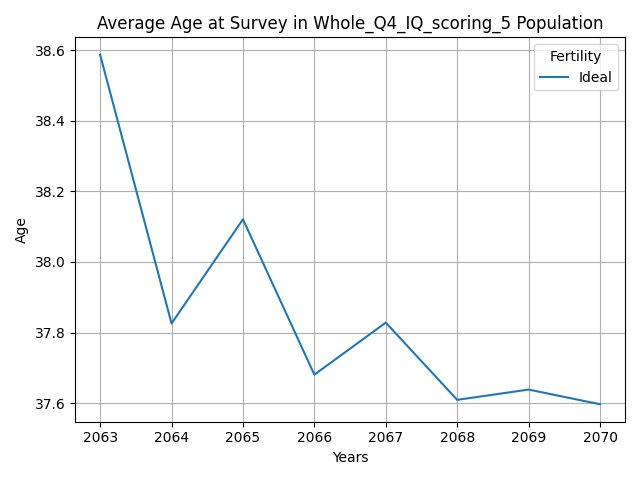 Average Age at Survey in Whole_Q4_IQ_scoring_5 Population
Fertility
Ideal
38.6
38.4
38.2
38.0
37.8
37.6
Age
2063 2064 2065 2066 2067 2068 2069 2070
Years